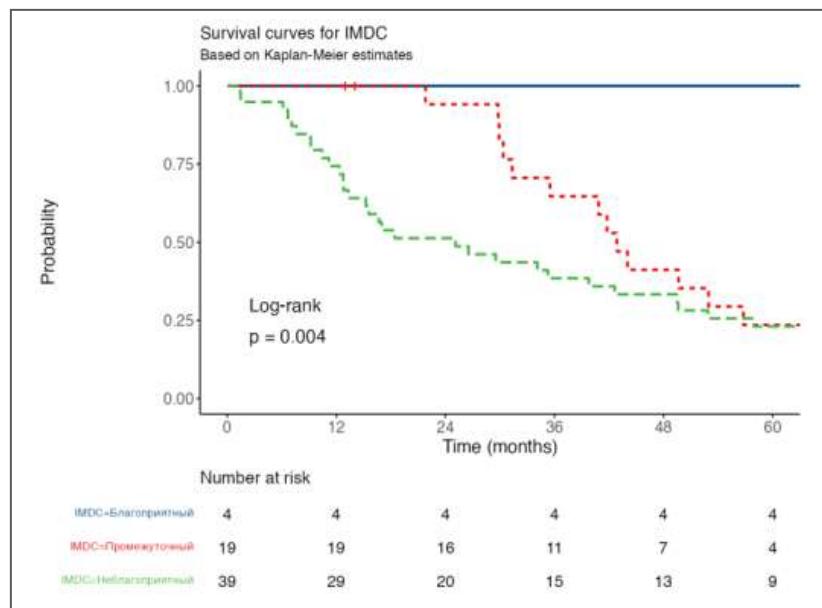 Survival curves for IMDC
Based on Kaplan-Meier estimates
1.00
0.75
0.50
0.25
0.00
Probability
Log-rank
p = 0.004
0 12 24 36 48 60
Time (months)
Number at risk
IMDC=Благоприятный 4 4 4 4 4 4
IMDC=Промежуточный 19 19 16 11 7 4
IMDC=Неблагоприятный 39 29 20 15 13 9